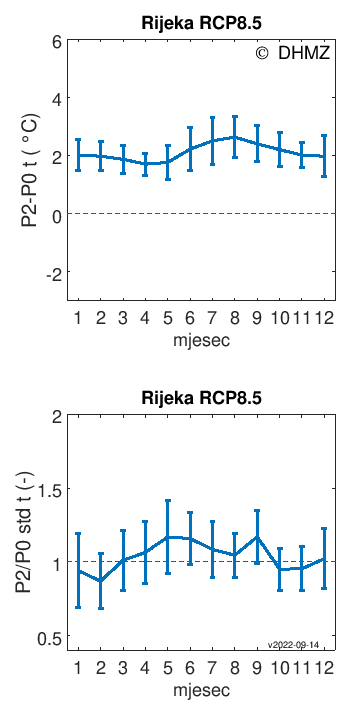 Rijeka RCP8.5
© DHMZ
P2-P0 t ( °C)
6
4
2
0
-2
1 2 3 4 5 6 7 8 9 10 11 12
mjesec
Rijeka RCP8.5
P2/P0 std t (-)
2
1.5
1
0.5
v2022-09-14
1 2 3 4 5 6 7 8 9 10 11 12
mjesec